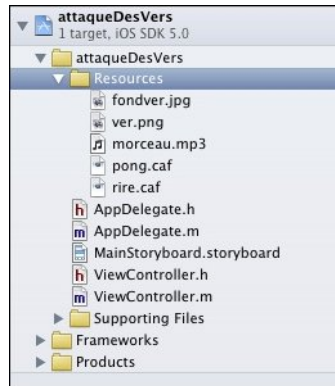 attaqueDesVers
1 target, iOS SDK 5.0
attaqueDesVers
Resources
fondver.jpg
ver.png
morceau.mp3
pong.caf
rire.caf
h AppDelegate.h
m AppDelegate.m
MainStoryboard.storyboard
h ViewController.h
m ViewController.m
Supporting Files
Frameworks
Products